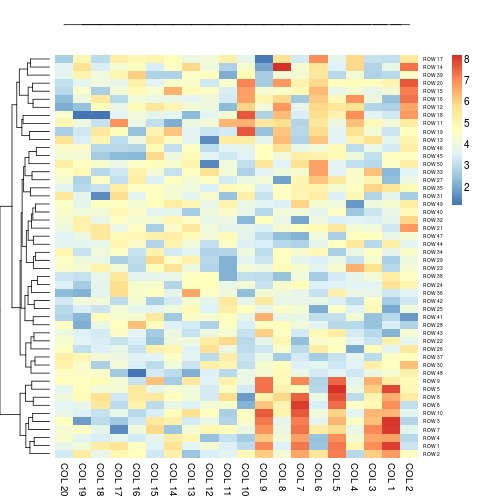 ROW 17
ROW 14
ROW 39
ROW 20
ROW 15
ROW 16
ROW 12
ROW 18
ROW 11
ROW 19
ROW 13
ROW 46
ROW 45
ROW 50
ROW 33
ROW 27
ROW 35
ROW 31
ROW 49
ROW 40
ROW 32
ROW 21
ROW 47
ROW 44
ROW 34
ROW 29
ROW 23
ROW 38
ROW 24
ROW 36
ROW 42
ROW 25
ROW 41
ROW 28
ROW 43
ROW 22
ROW 26
ROW 37
ROW 30
ROW 48
ROW 9
ROW 5
ROW 8
ROW 6
ROW 10
ROW 3
ROW 7
ROW 4
ROW 1
ROW 2
8
7
6
5
4
3
2
COL 20
COL 19
COL 18
COL 17
COL 16
COL 15
COL 14
COL 13
COL 12
COL 11
COL 10
COL 9
COL 8
COL 7
COL 6
COL 5
COL 4
COL 3
COL 1
COL 2